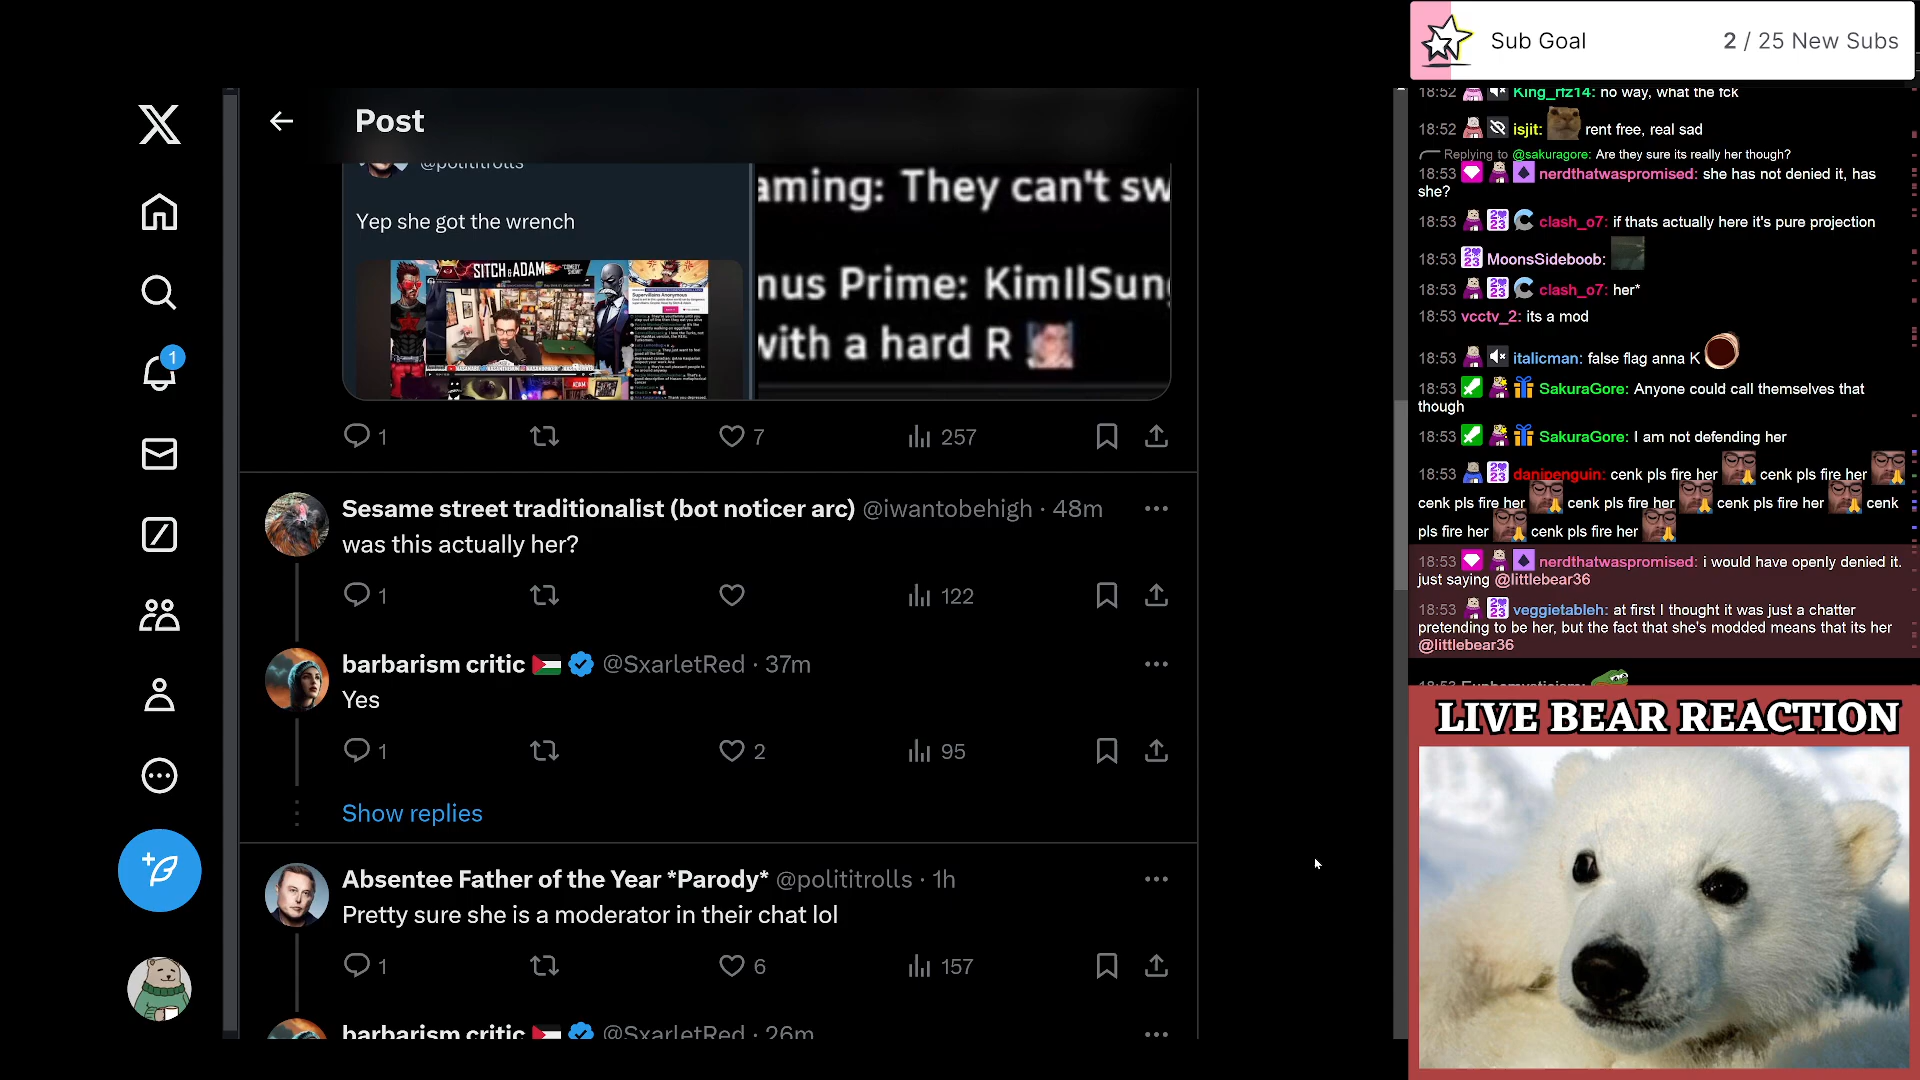 Sub Goal 2 / 25 New Subs
Post
@polititrolls
Yep she got the wrench
SITCH & ADAM
aming: They can't sw
nus Prime: KimIlSung
with a hard R
1 7 257
Sesame street traditionalist (bot noticer arc) @iwantobehigh · 48m
was this actually her?
1 122
barbarism critic @SxarletRed · 37m
Yes
1 2 95
Show replies
Absentee Father of the Year *Parody* @polititrolls · 1h
Pretty sure she is a moderator in their chat lol
1 6 157
barbarism critic @SxarletRed · 26m
1
18:52 King_rfz14: no way, what the fck
18:52 isjit: rent free, real sad
Replying to @sakuragore: Are they sure its really her though?
18:53 nerdthatwaspromised: she has not denied it, has
she?
18:53 clash_o7: if thats actually here it's pure projection
18:53 MoonsSideboob:
18:53 clash_o7: her*
18:53 vcctv_2: its a mod
18:53 italicman: false flag anna K
18:53 SakuraGore: Anyone could call themselves that
though
18:53 SakuraGore: I am not defending her
18:53 danipenguin: cenk pls fire her cenk pls fire her
cenk pls fire her cenk pls fire her cenk pls fire her cenk
pls fire her cenk pls fire her
18:53 nerdthatwaspromised: i would have openly denied it.
just saying @littlebear36
18:53 veggietableh: at first I thought it was just a chatter
pretending to be her, but the fact that she's modded means that its her
@littlebear36
LIVE BEAR REACTION